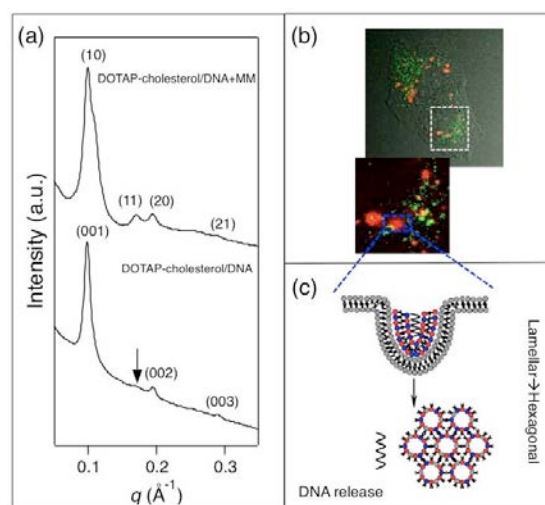 (a)
(10)
DOTAP-cholesterol/DNA+MM
(11)
(20)
(21)
(001)
DOTAP-cholesterol/DNA
(002)
(003)
Intensity (a.u.)
0.1
0.2
0.3
q (Å⁻¹)
(b)
(c)
Lamellar→Hexagonal
DNA release